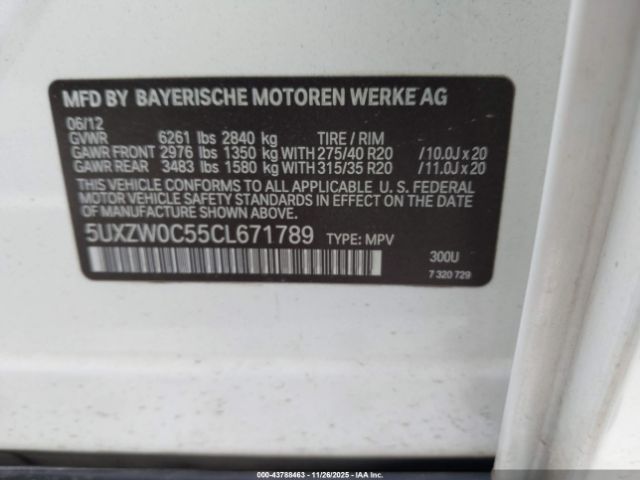 MFD BY BAYERISCHE MOTOREN WERKE AG
06/12
GVWR 6261 lbs 2840 kg TIRE / RIM
GAWR FRONT 2976 lbs 1350 kg WITH 275/40 R20 /10.0J x 20
GAWR REAR 3483 lbs 1580 kg WITH 315/35 R20 /11.0J x 20
THIS VEHICLE CONFORMS TO ALL APPLICABLE U. S. FEDERAL
MOTOR VEHICLE SAFETY STANDARDS IN EFFECT ON THE
DATE OF MANUFACTURE SHOWN ABOVE.
5UXZW0C55CL671789 TYPE: MPV
300U
7 320 729
© 43788463 - 11/26/2025 - IAA Inc.